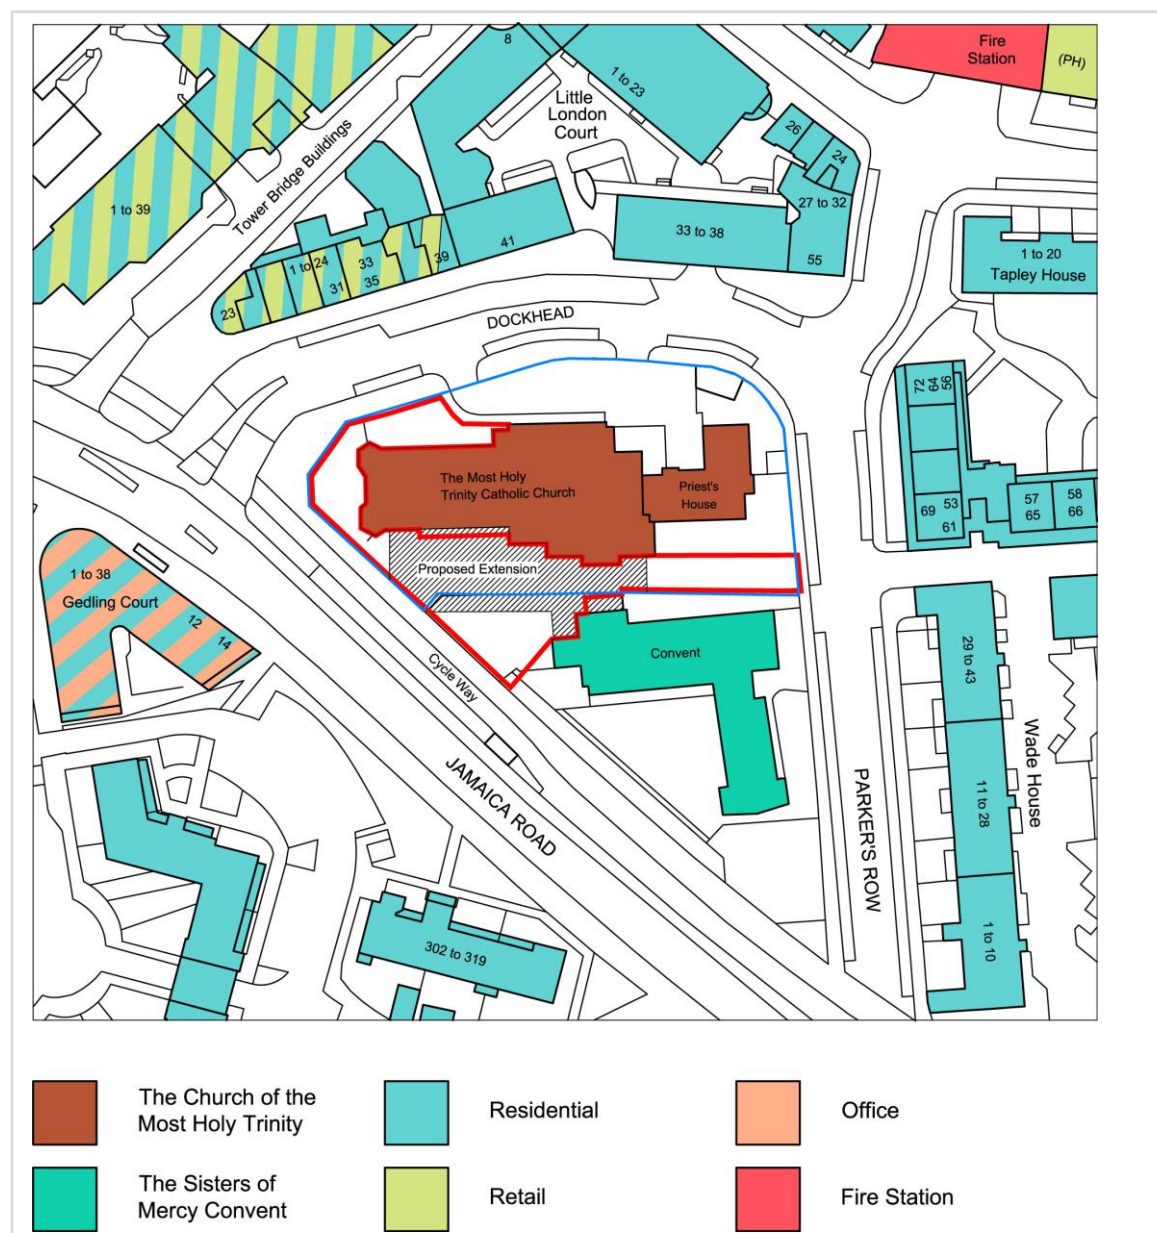 8
Fire
Station
(PH)
1 to 23
Little
London
Court
26
24
Tower Bridge Buildings
1 to 39
27 to 32
33 to 38
55
41
39
1 to 24
33
31
35
23
1 to 20
Tapley House
DOCKHEAD
72
64
56
The Most Holy
Trinity Catholic Church
Priest's
House
69
53
61
57
65
58
66
Proposed Extension
1 to 38
Gedling Court
12
14
Convent
Cycle Way
29 to 43
Wade House
JAMAICA ROAD
PARKER'S ROW
11 to 28
1 to 10
302 to 319
The Church of the
Most Holy Trinity
Residential
Office
The Sisters of
Mercy Convent
Retail
Fire Station